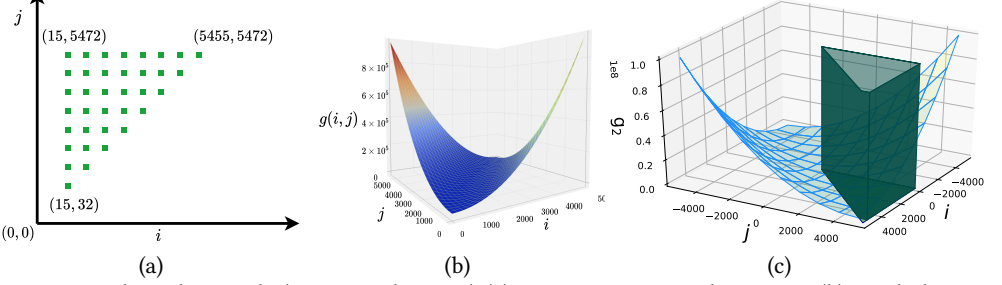 j
(15, 5472)
(5455, 5472)
(15, 32)
(0, 0)
i
(a)
g(i, j)
8 × 10⁵
6 × 10⁵
4 × 10⁵
2 × 10⁵
0
5000
4000
3000
2000
1000
0
j
0
1000
2000
3000
4000
i
(b)
1e8
g₂
1.0
0.8
0.6
0.4
0.2
0.0
−4000
−2000
0
2000
4000
j
−4000
−2000
0
2000
4000
i
(c)